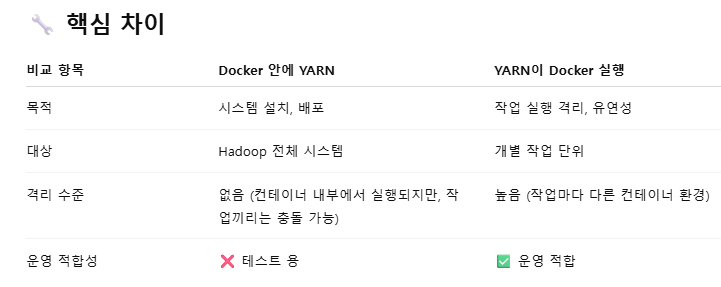 🔧 핵심 차이
비교 항목 Docker 안에 YARN YARN이 Docker 실행
목적 시스템 설치, 배포 작업 실행 격리, 유연성
대상 Hadoop 전체 시스템 개별 작업 단위
격리 수준 없음 (컨테이너 내부에서 실행되지만, 작 높음 (작업마다 다른 컨테이너 환경)
업끼리는 충돌 가능)
운영 적합성 ❌ 테스트 용 ✅ 운영 적합